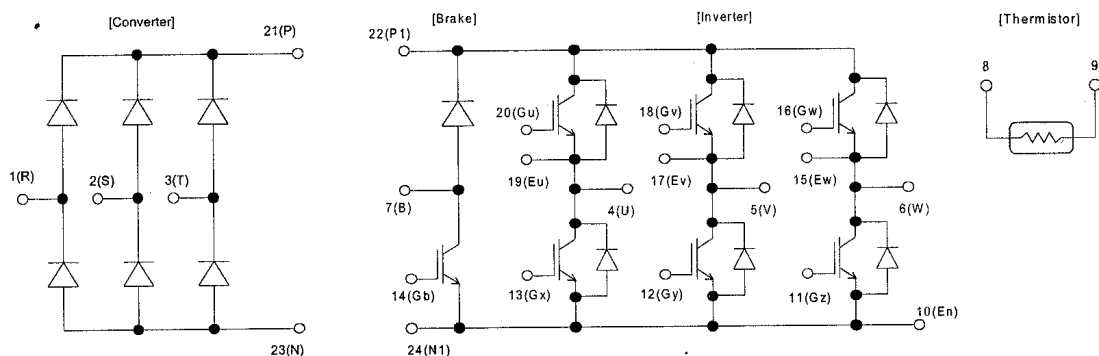 [Converter]
[Brake]
[Inverter]
[Thermistor]
21(P)
22(P1)
8
9
20(Gu)
18(Gv)
16(Gw)
1(R)
2(S)
3(T)
19(Eu)
17(Ev)
15(Ew)
7(B)
4(U)
5(V)
6(W)
14(Gb)
13(Gx)
12(Gy)
11(Gz)
10(En)
23(N)
24(N1)